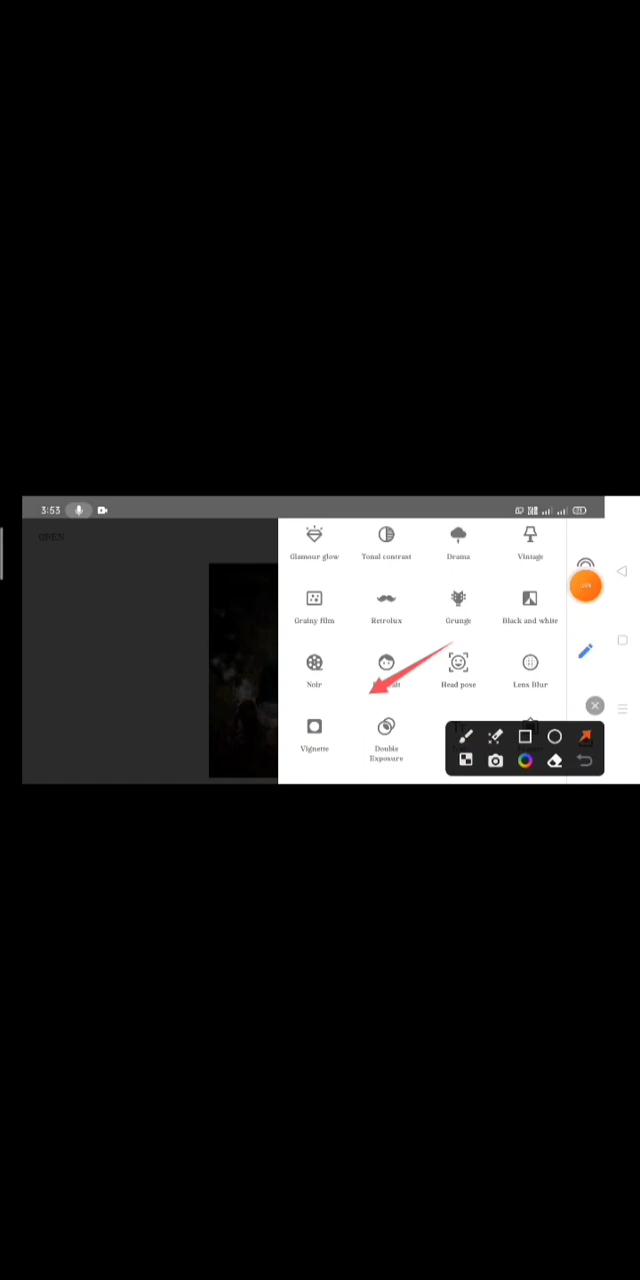 3:53
OPEN
Glamour glow
Tonal contrast
Drama
Vintage
Grainy film
Retrolux
Grunge
Black and white
Noir
Head pose
Lens Blur
Vignette
Double
Exposure